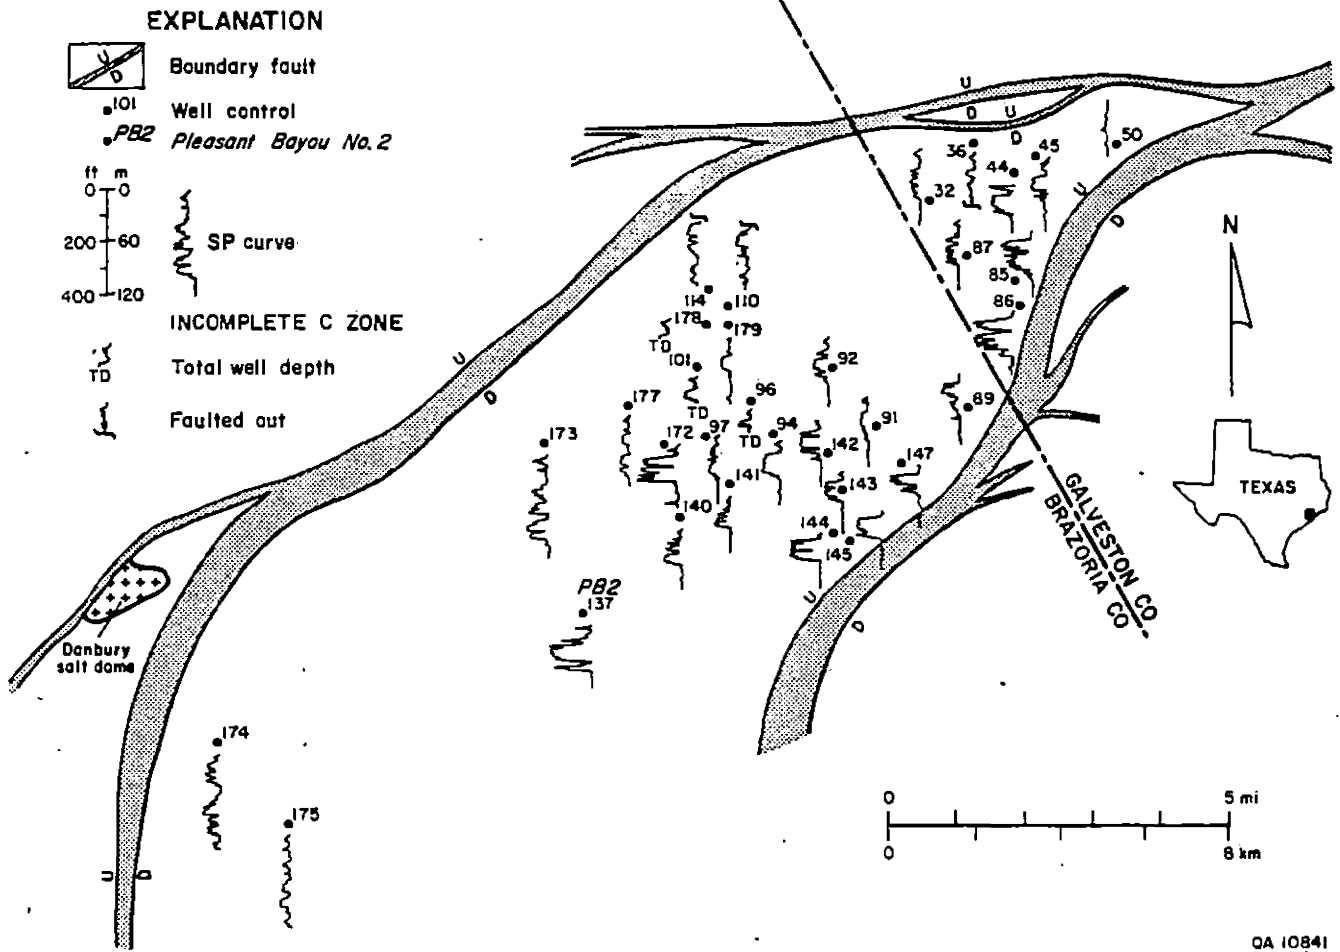 EXPLANATION
U
D
Boundary fault
101
Well control
PB2
Pleasant Bayou No. 2
ft m
0 0
200 60
400 120
SP curve
INCOMPLETE C ZONE
TD
Total well depth
Faulted out
U
D
U
D
36
45
50
44
32
U
D
87
85
86
N
114
110
178
179
TD
101
92
U
D
177
TD
96
89
173
172
97
TD
94
91
142
147
141
143
140
144
145
GALVESTON CO
BRAZORIA CO
TEXAS
PB2
137
U
D
Danbury
salt dome
174
175
U D
0 5 mi
0 8 km
QA 10841